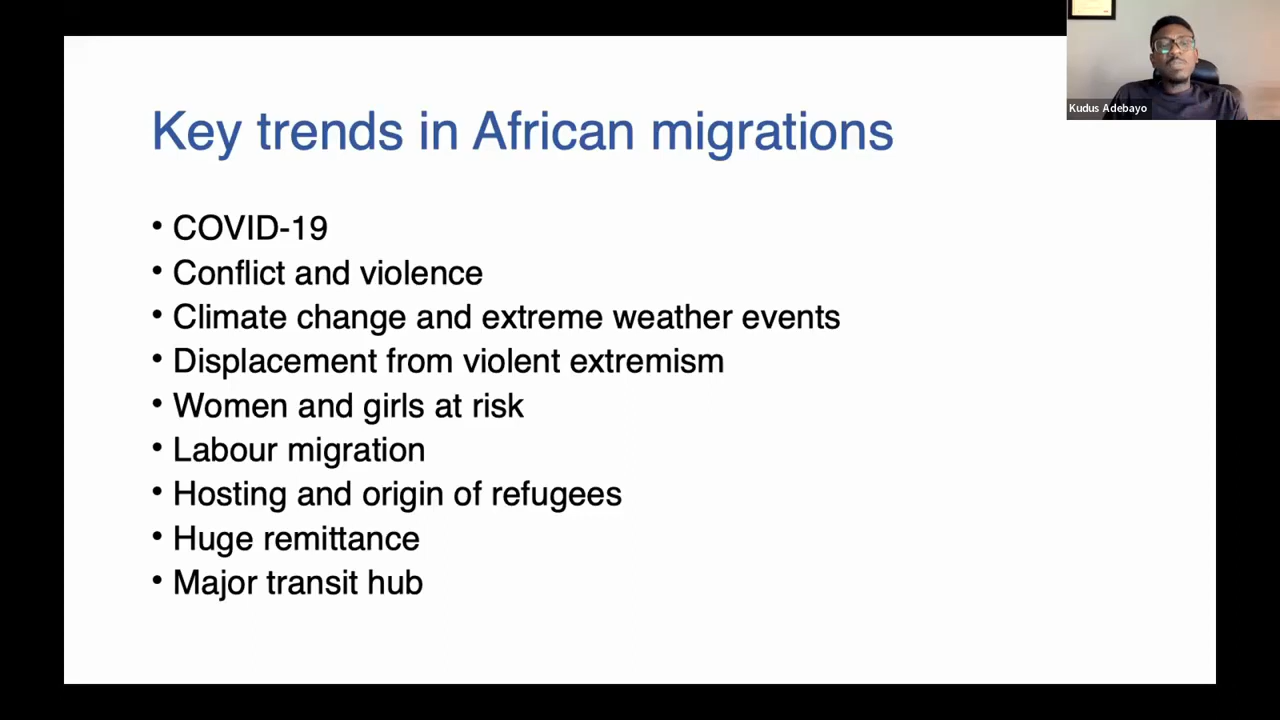 Key trends in African migrations
• COVID-19
• Conflict and violence
• Climate change and extreme weather events
• Displacement from violent extremism
• Women and girls at risk
• Labour migration
• Hosting and origin of refugees
• Huge remittance
• Major transit hub
Kudus Adebayo